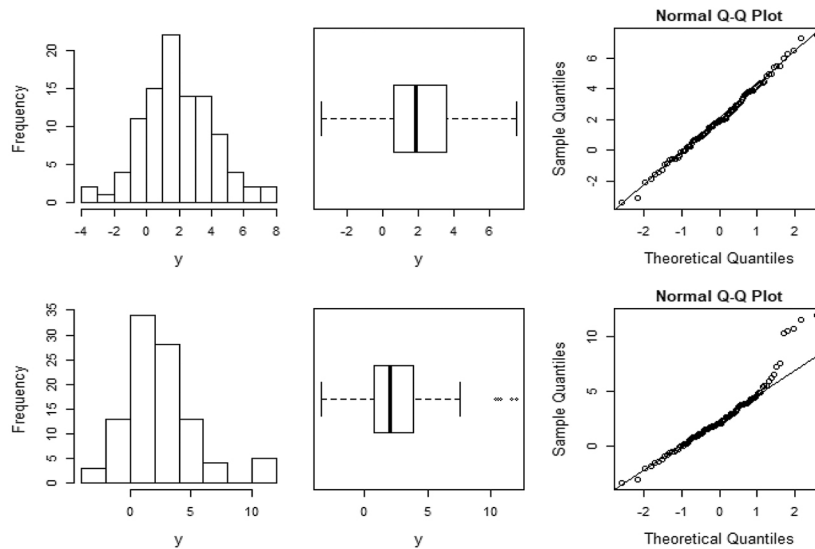 Normal Q-Q Plot
Frequency
20
15
10
5
0
-4 -2 0 2 4 6 8
y
-2 0 2 4 6
y
Sample Quantiles
6
4
2
0
-2
-2 -1 0 1 2
Theoretical Quantiles
Normal Q-Q Plot
Frequency
35
30
25
20
15
10
5
0
0 5 10
y
0 5 10
y
Sample Quantiles
10
5
0
-2 -1 0 1 2
Theoretical Quantiles